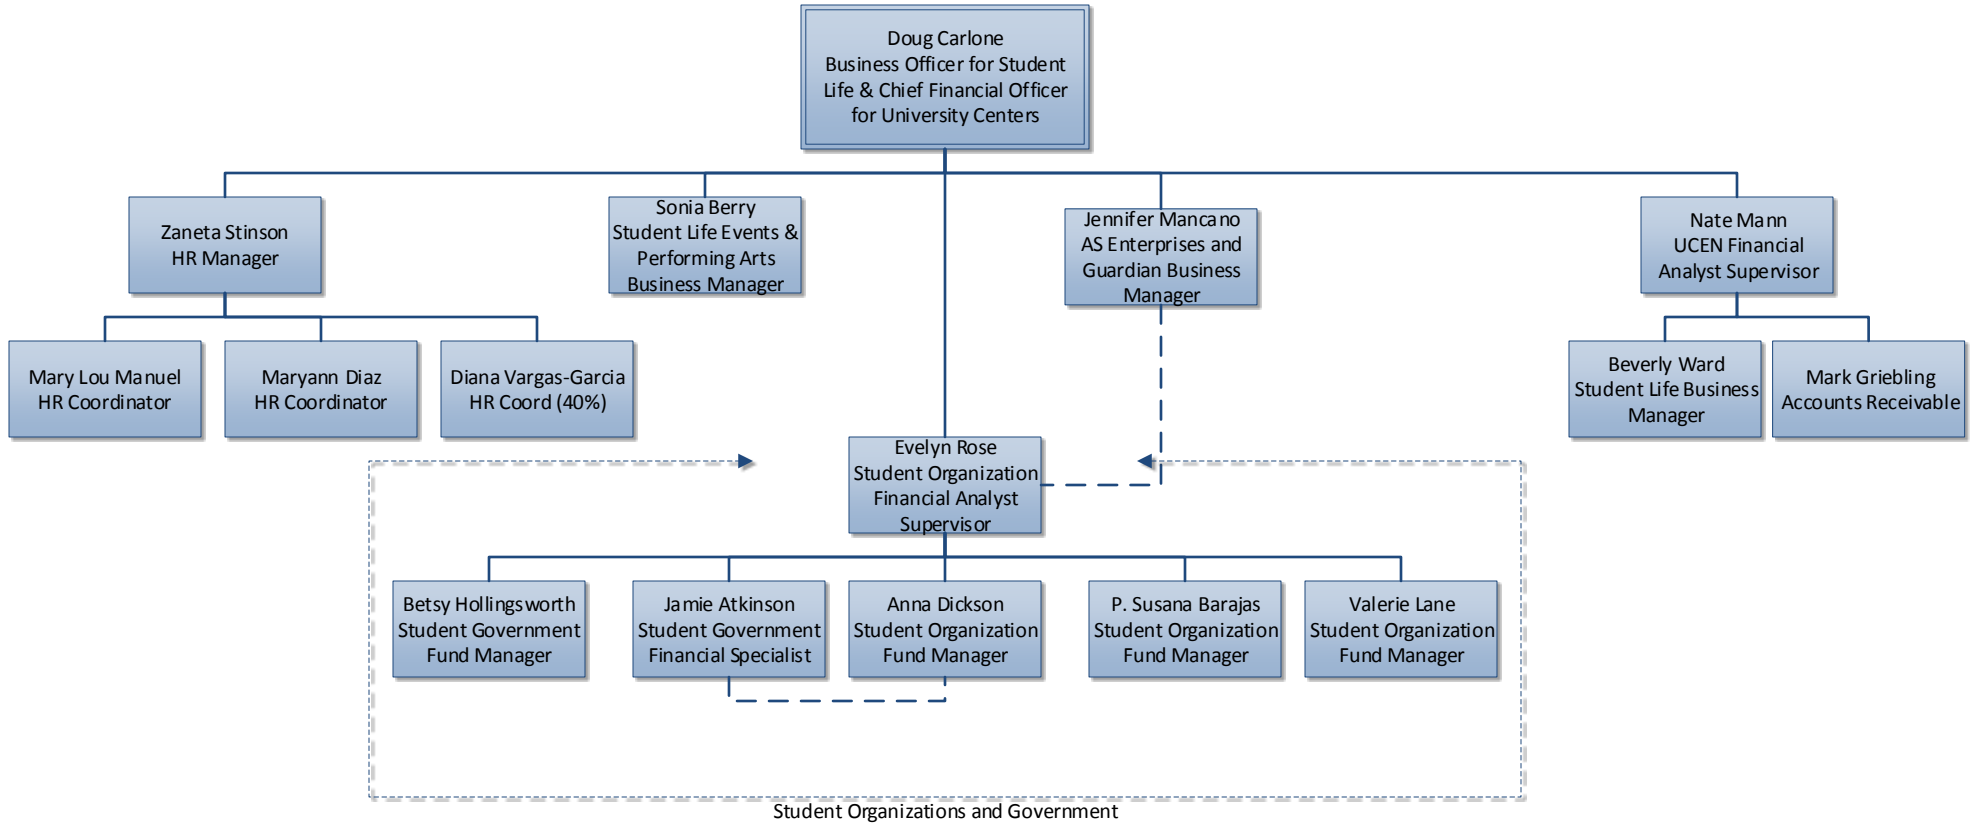 Doug Carlone
Business Officer for Student
Life & Chief Financial Officer
for University Centers
Zaneta Stinson
HR Manager
Sonia Berry
Student Life Events &
Performing Arts
Business Manager
Jennifer Mancano
AS Enterprises and
Guardian Business
Manager
Nate Mann
UCEN Financial
Analyst Supervisor
Mary Lou Manuel
HR Coordinator
Maryann Diaz
HR Coordinator
Diana Vargas-Garcia
HR Coord (40%)
Beverly Ward
Student Life Business
Manager
Mark Griebling
Accounts Receivable
Evelyn Rose
Student Organization
Financial Analyst
Supervisor
Betsy Hollingsworth
Student Government
Fund Manager
Jamie Atkinson
Student Government
Financial Specialist
Anna Dickson
Student Organization
Fund Manager
P. Susana Barajas
Student Organization
Fund Manager
Valerie Lane
Student Organization
Fund Manager
Student Organizations and Government